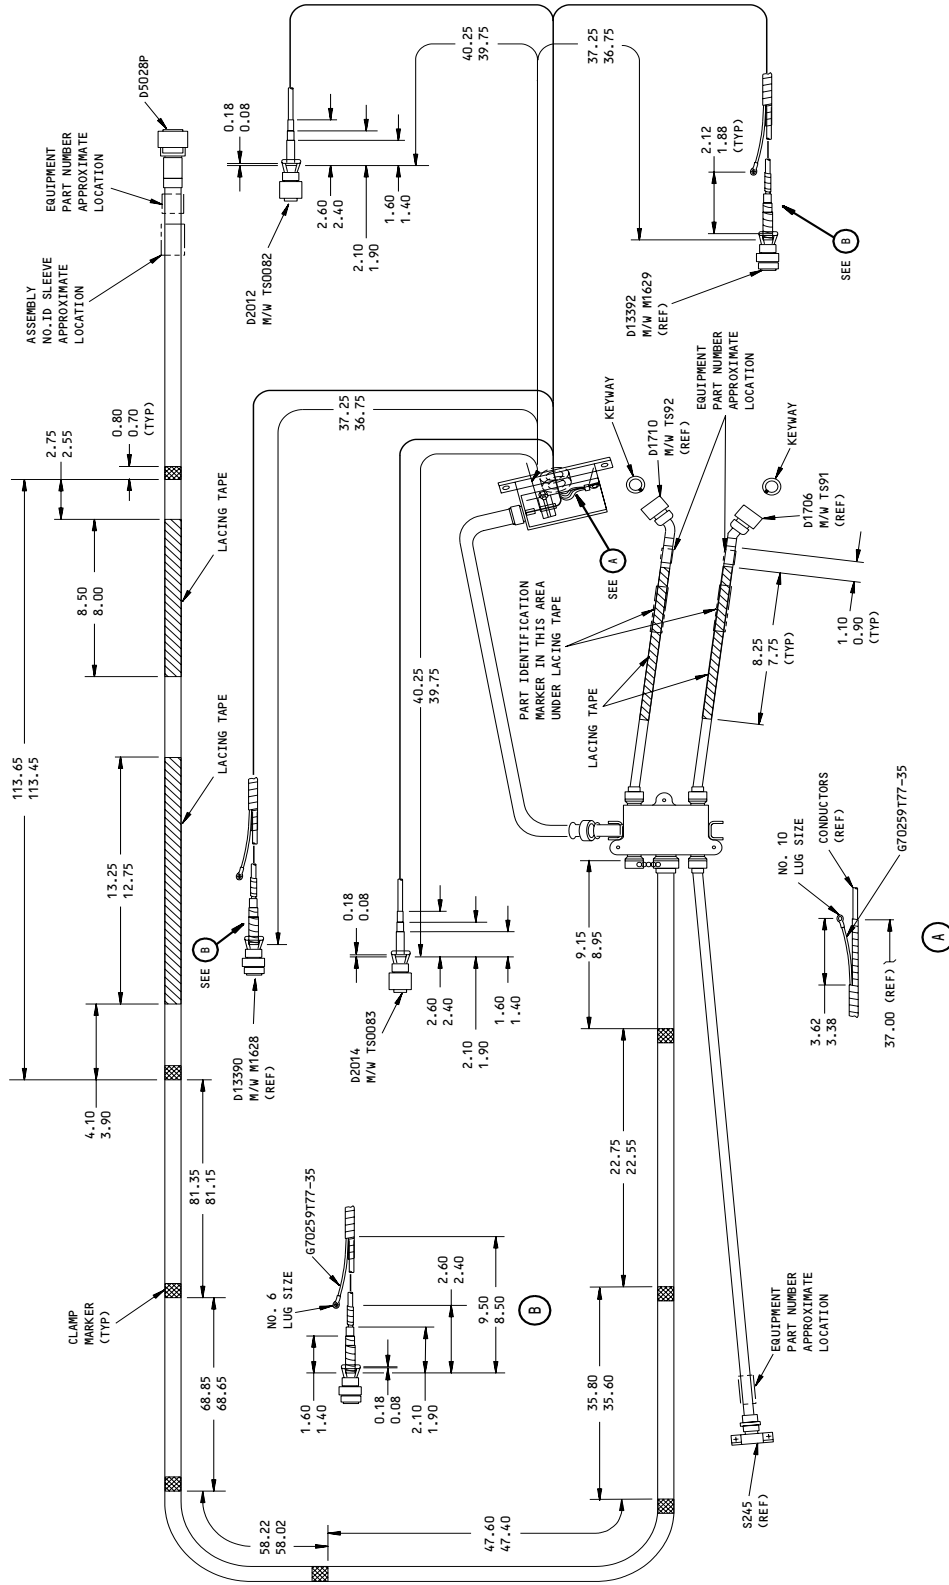 EQUIPMENT
PART NUMBER
APPROXIMATE
LOCATION
D5028P
ASSEMBLY
NO.ID SLEEVE
APPROXIMATE
LOCATION
0.18
0.08
2.60
2.40
2.10
1.90
1.60
1.40
D2012
M/W TS0082
40.25
39.75
37.25
36.75
2.12
1.88
(TYP)
D13392
M/W M1629
(REF)
SEE
B
0.80
0.70
(TYP)
2.75
2.55
8.50
8.00
LACING TAPE
113.65
113.45
LACING TAPE
13.25
12.75
4.10
3.90
81.35
81.15
CLAMP
MARKER
(TYP)
68.85
68.65
58.22
58.02
47.60
47.40
37.25
36.75
SEE
B
D13390
M/W M1628
(REF)
40.25
39.75
0.18
0.08
D2014
M/W TS0083
2.60
2.40
2.10
1.90
1.60
1.40
KEYWAY
D1710
M/W TS92
(REF)
EQUIPMENT
PART NUMBER
APPROXIMATE
LOCATION
KEYWAY
D1706
M/W TS91
(REF)
SEE
A
PART IDENTIFICATION
MARKER IN THIS AREA
UNDER LACING TAPE
LACING TAPE
1.10
0.90
(TYP)
8.25
7.75
(TYP)
9.15
8.95
22.75
22.55
35.80
35.60
NO. 10
LUG SIZE
CONDUCTORS
(REF)
G70259T77-35
3.62
3.38
37.00 (REF)
A
G70259T77-35
NO. 6
LUG SIZE
1.60
1.40
0.18
0.08
2.10
1.90
2.60
2.40
9.50
8.50
B
EQUIPMENT
PART NUMBER
APPROXIMATE
LOCATION
S245
(REF)